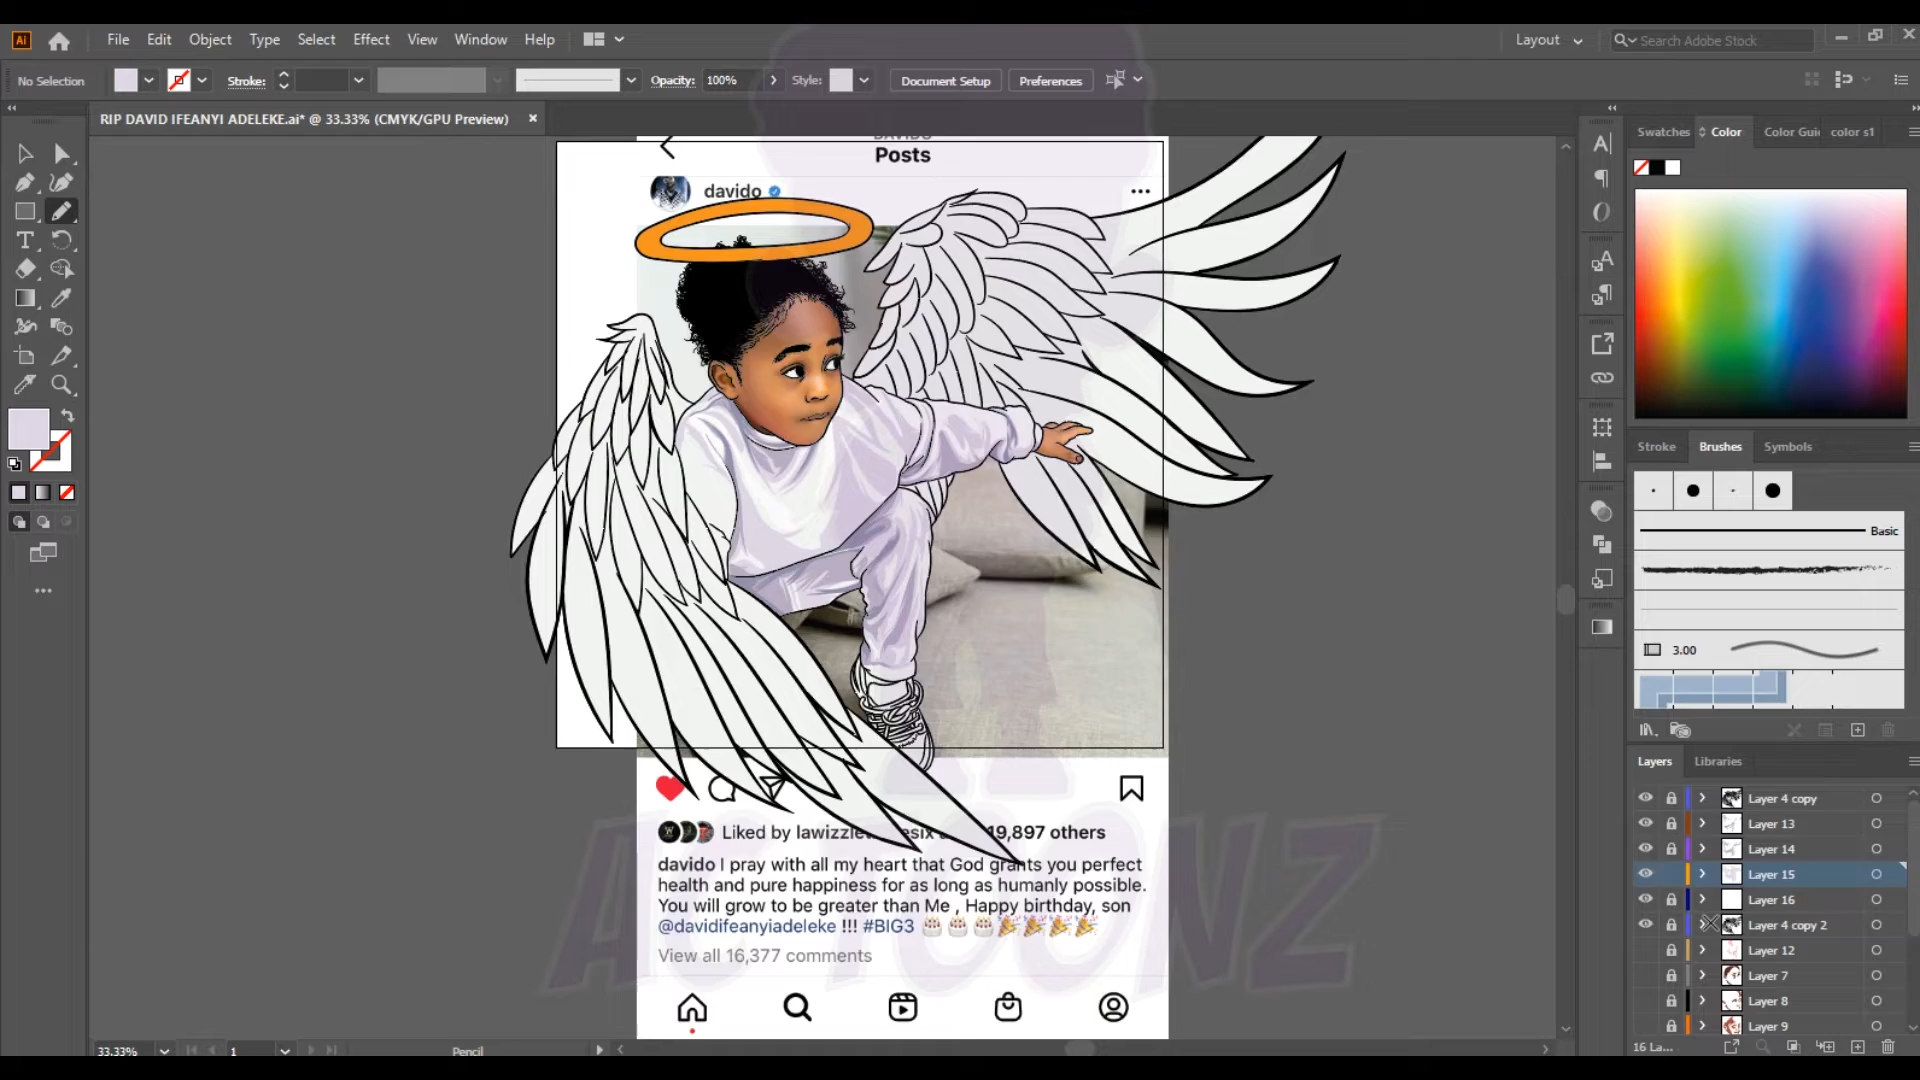 Ai File Edit Object Type Select Effect View Window Help Layout Search Adobe Stock
No Selection Stroke: Opacity: 100% Style: Document Setup Preferences
RIP DAVID IFEANYI ADELEKE.ai* @ 33.33% (CMYK/GPU Preview)
Swatches Color Color Gui color s1
DAVIDO
Posts
davido
Stroke Brushes Symbols
Basic
3.00
Layers Libraries
Layer 4 copy
Layer 13
Layer 14
Layer 15
Layer 16
Layer 4 copy 2
Layer 12
Layer 7
Layer 8
Layer 9
16 La...
Liked by 19,897 others
davido I pray with all my heart that God grants you perfect
health and pure happiness for as long as humanly possible.
You will grow to be greater than Me , Happy birthday, son
@davidifeanyiadeleke !!! #BIG3 🎂🎂🎂🎉🎉🎉🎉
View all 16,377 comments
33.33% 1 Pencil